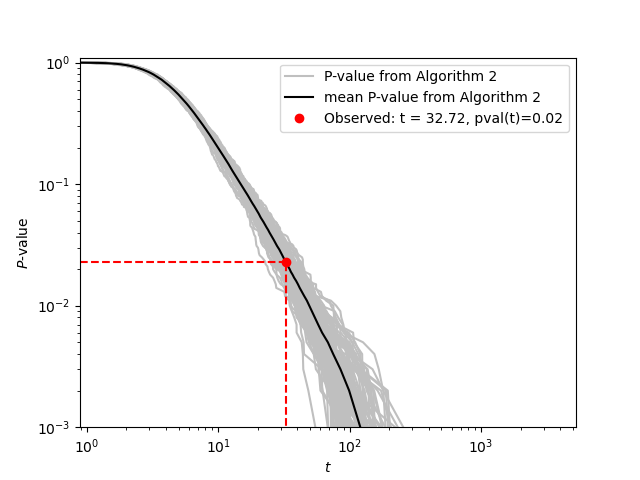 P-value from Algorithm 2
mean P-value from Algorithm 2
Observed: t = 32.72, pval(t)=0.02
P-value
10⁰
10⁻¹
10⁻²
10⁻³
10⁰ 10¹ 10² 10³
t